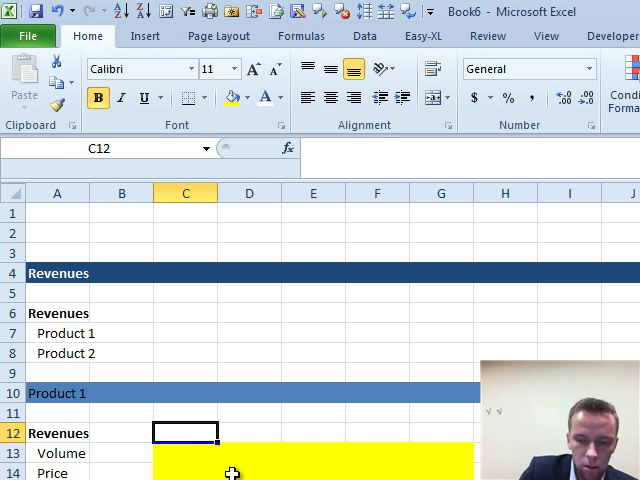 Book6 - Microsoft Excel
File Home Insert Page Layout Formulas Data Easy-XL Review View Developer
Paste
Calibri 11
General
B I U
$ % ,
Clipboard Font Alignment Number
C12 fx
A B C D E F G H I J
1
2
3
4 Revenues
5
6 Revenues
7 Product 1
8 Product 2
9
10 Product 1
11
12 Revenues
13 Volume
14 Price